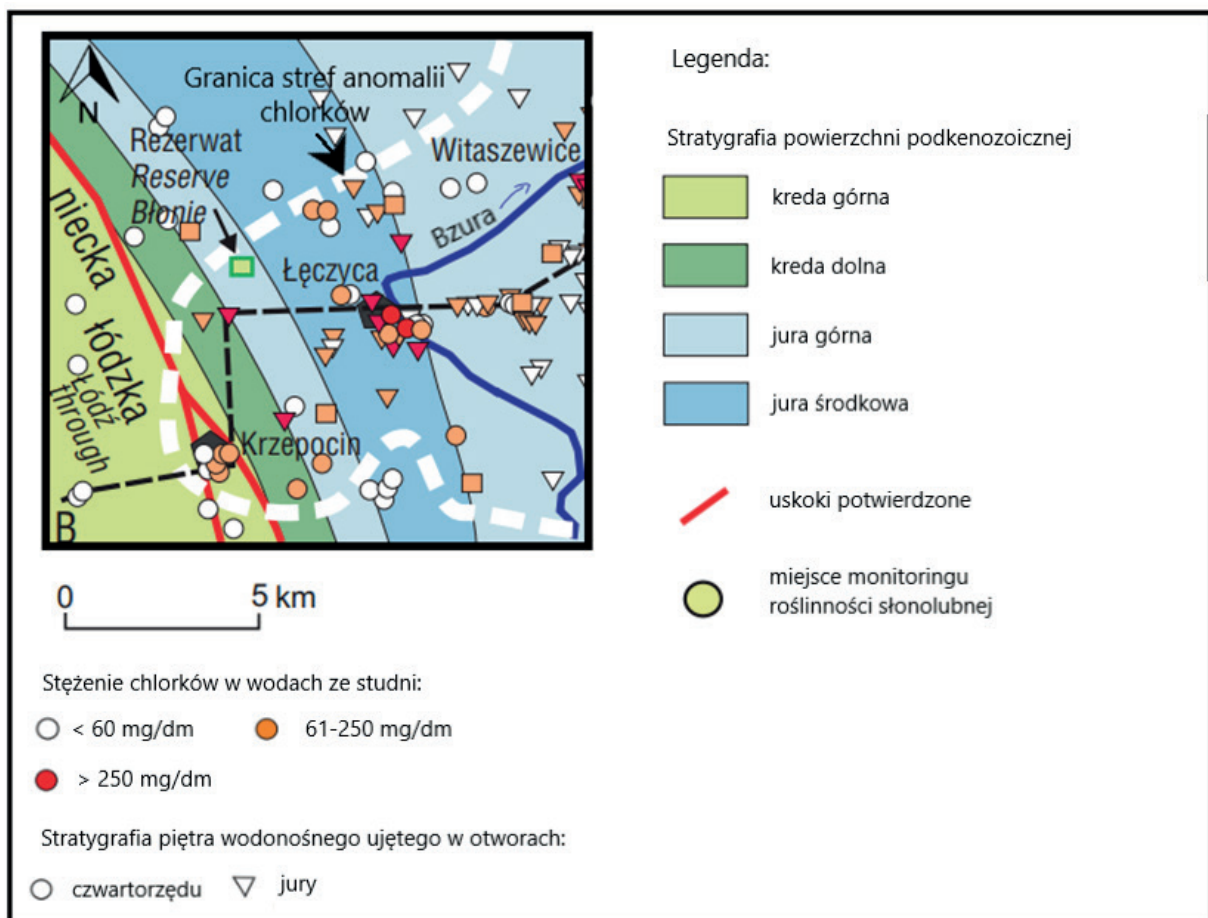 Granica stref anomalii
chlorków
N
Rezerwat
Reserve
Błonie
Witaszewice
Bzura
Łęczyca
niecka
łódzka
Łódź
through
Krzepocin
B
0 5 km
Stężenie chlorków w wodach ze studni:
< 60 mg/dm 61-250 mg/dm
> 250 mg/dm
Stratygrafia piętra wodonośnego ujętego w otworach:
czwartorzędu jury
Legenda:
Stratygrafia powierzchni podkenozoicznej
kreda górna
kreda dolna
jura górna
jura środkowa
uskoki potwierdzone
miejsce monitoringu
roślinności słonolubnej